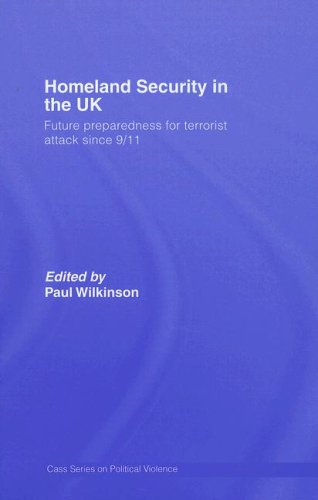 Homeland Security in
the UK
Future preparedness for terrorist
attack since 9/11
Edited by
Paul Wilkinson
Cass Series on Political Violence